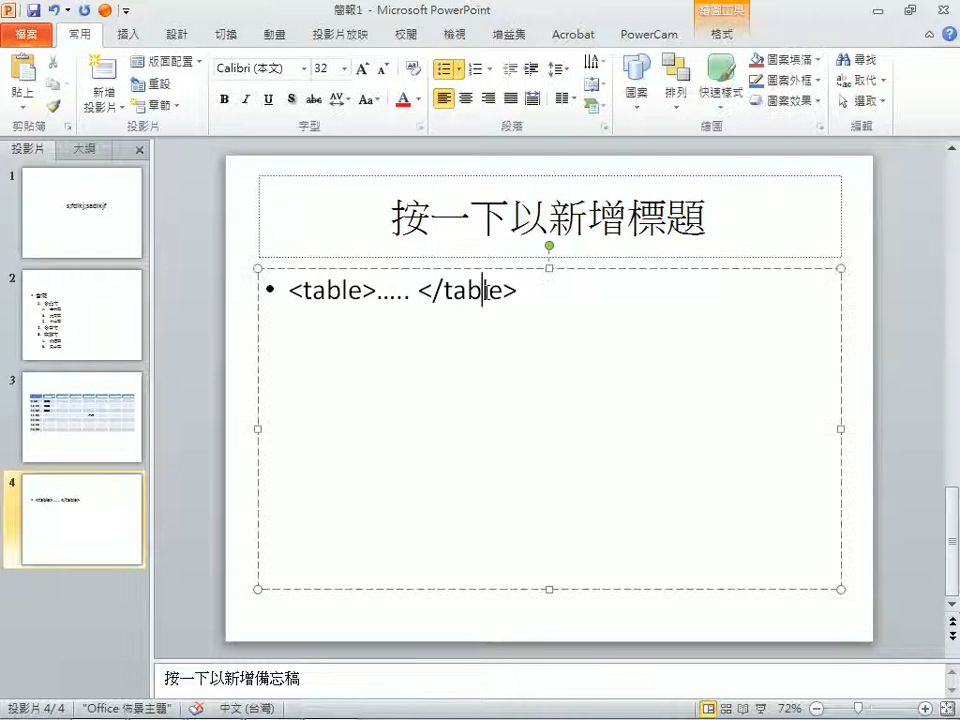 簡報1 - Microsoft PowerPoint
繪圖工具
檔案 常用 插入 設計 切換 動畫 投影片放映 校閱 檢視 增益集 Acrobat PowerCam 格式
貼上
剪貼簿
新增
投影片
版面配置
重設
章節
投影片
Calibri (本文) 32
B I U S abc AV Aa A
字型
段落
圖案 排列 快速樣式
圖案填滿
圖案外框
圖案效果
繪圖
尋找
取代
選取
編輯
投影片 大綱
1
2
3
4
按一下以新增標題
• <table>..... </table>
按一下以新增備忘稿
投影片 4/4 "Office 佈景主題" 中文 (台灣) 72%